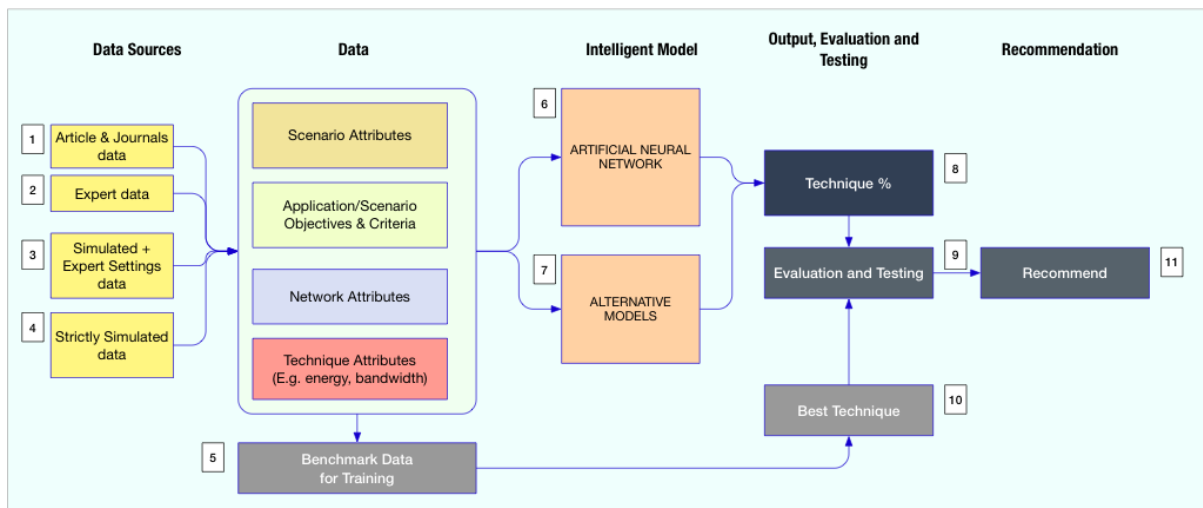 Data Sources
Data
Intelligent Model
Output, Evaluation and
Testing
Recommendation
1
Article & Journals
data
2
Expert data
3
Simulated +
Expert Settings
data
4
Strictly Simulated
data
Scenario Attributes
Application/Scenario
Objectives & Criteria
Network Attributes
Technique Attributes
(E.g. energy, bandwidth)
5
Benchmark Data
for Training
6
ARTIFICIAL NEURAL
NETWORK
7
ALTERNATIVE
MODELS
Technique %
8
Evaluation and Testing
9
Best Technique
10
Recommend
11